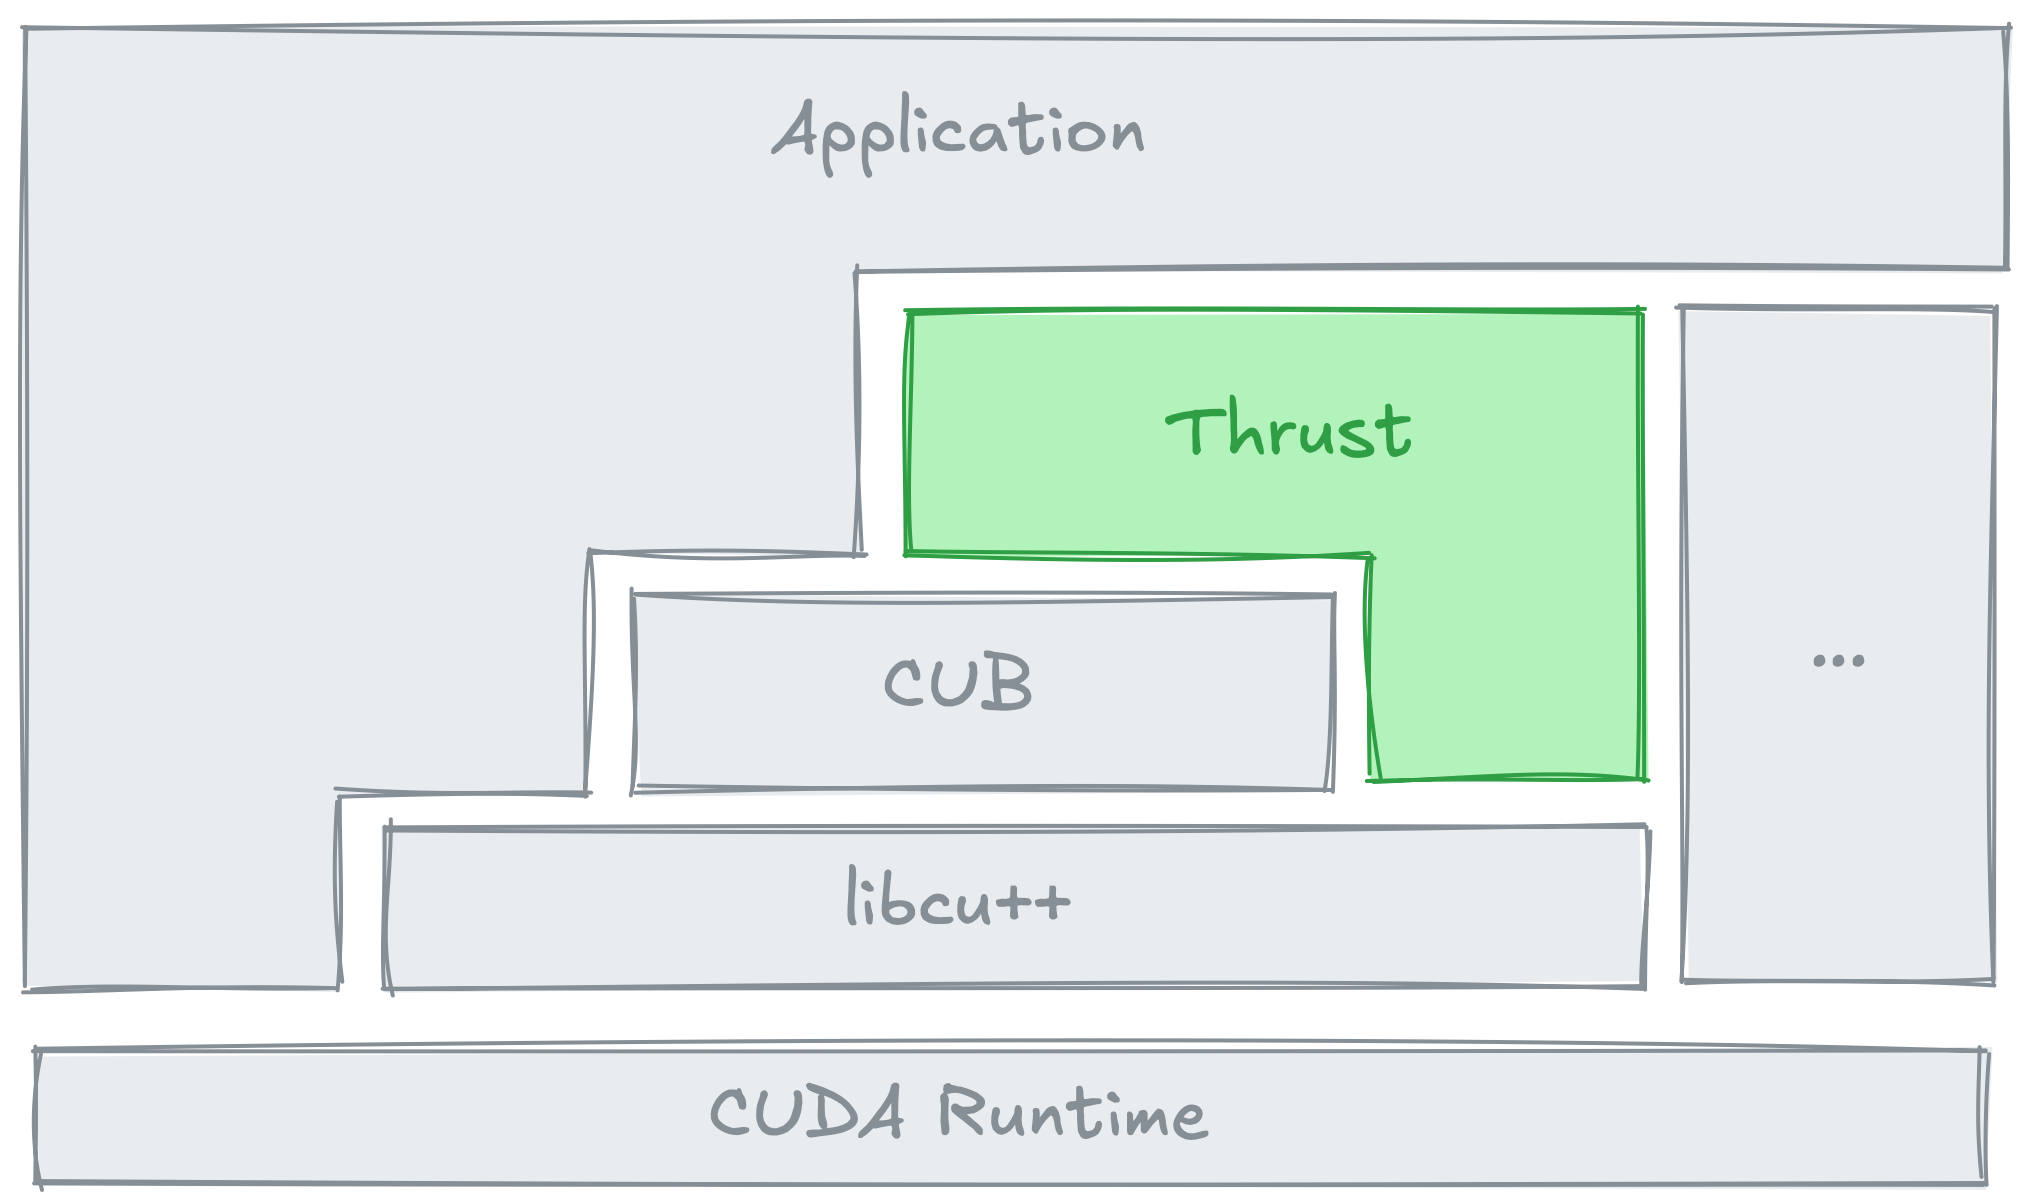 Application
Thrust
CUB
...
libcu++
CUDA Runtime